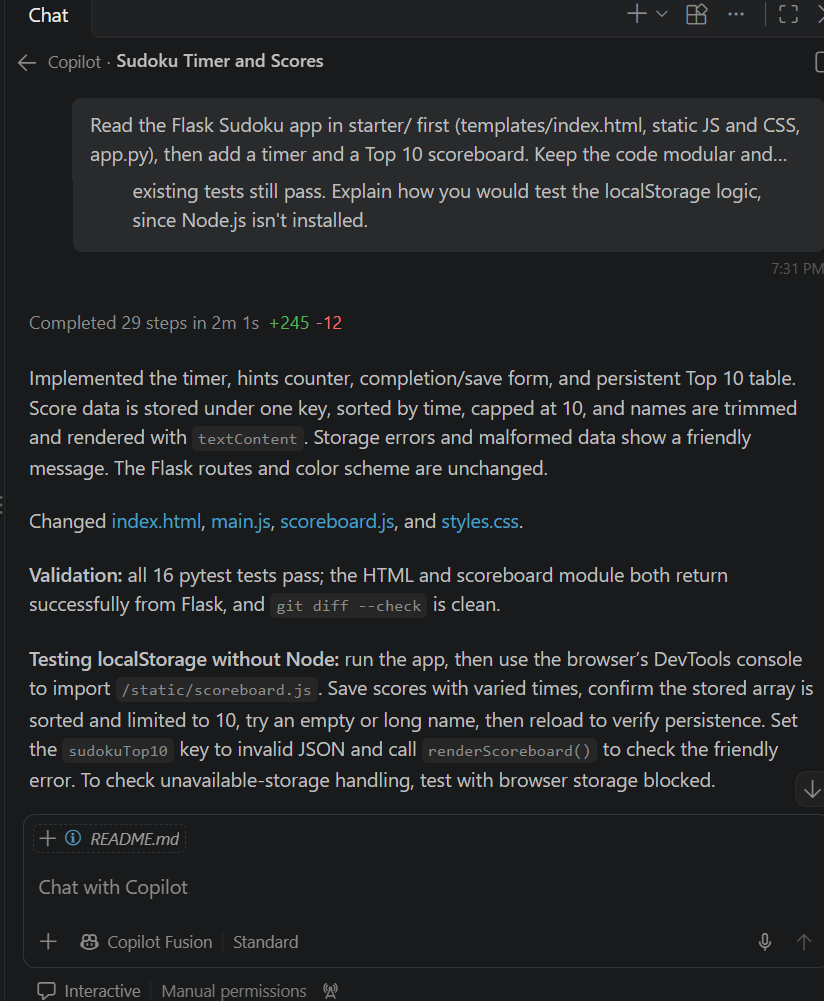 Chat
Copilot · Sudoku Timer and Scores
Read the Flask Sudoku app in starter/ first (templates/index.html, static JS and CSS,
app.py), then add a timer and a Top 10 scoreboard. Keep the code modular and...
existing tests still pass. Explain how you would test the localStorage logic,
since Node.js isn't installed.
7:31 PM
Completed 29 steps in 2m 1s +245 -12
Implemented the timer, hints counter, completion/save form, and persistent Top 10 table.
Score data is stored under one key, sorted by time, capped at 10, and names are trimmed
and rendered with textContent. Storage errors and malformed data show a friendly
message. The Flask routes and color scheme are unchanged.
Changed index.html, main.js, scoreboard.js, and styles.css.
Validation: all 16 pytest tests pass; the HTML and scoreboard module both return
successfully from Flask, and git diff --check is clean.
Testing localStorage without Node: run the app, then use the browser’s DevTools console
to import /static/scoreboard.js. Save scores with varied times, confirm the stored array is
sorted and limited to 10, try an empty or long name, then reload to verify persistence. Set
the sudokuTop10 key to invalid JSON and call renderScoreboard() to check the friendly
error. To check unavailable-storage handling, test with browser storage blocked.
README.md
Chat with Copilot
Copilot Fusion Standard
Interactive Manual permissions